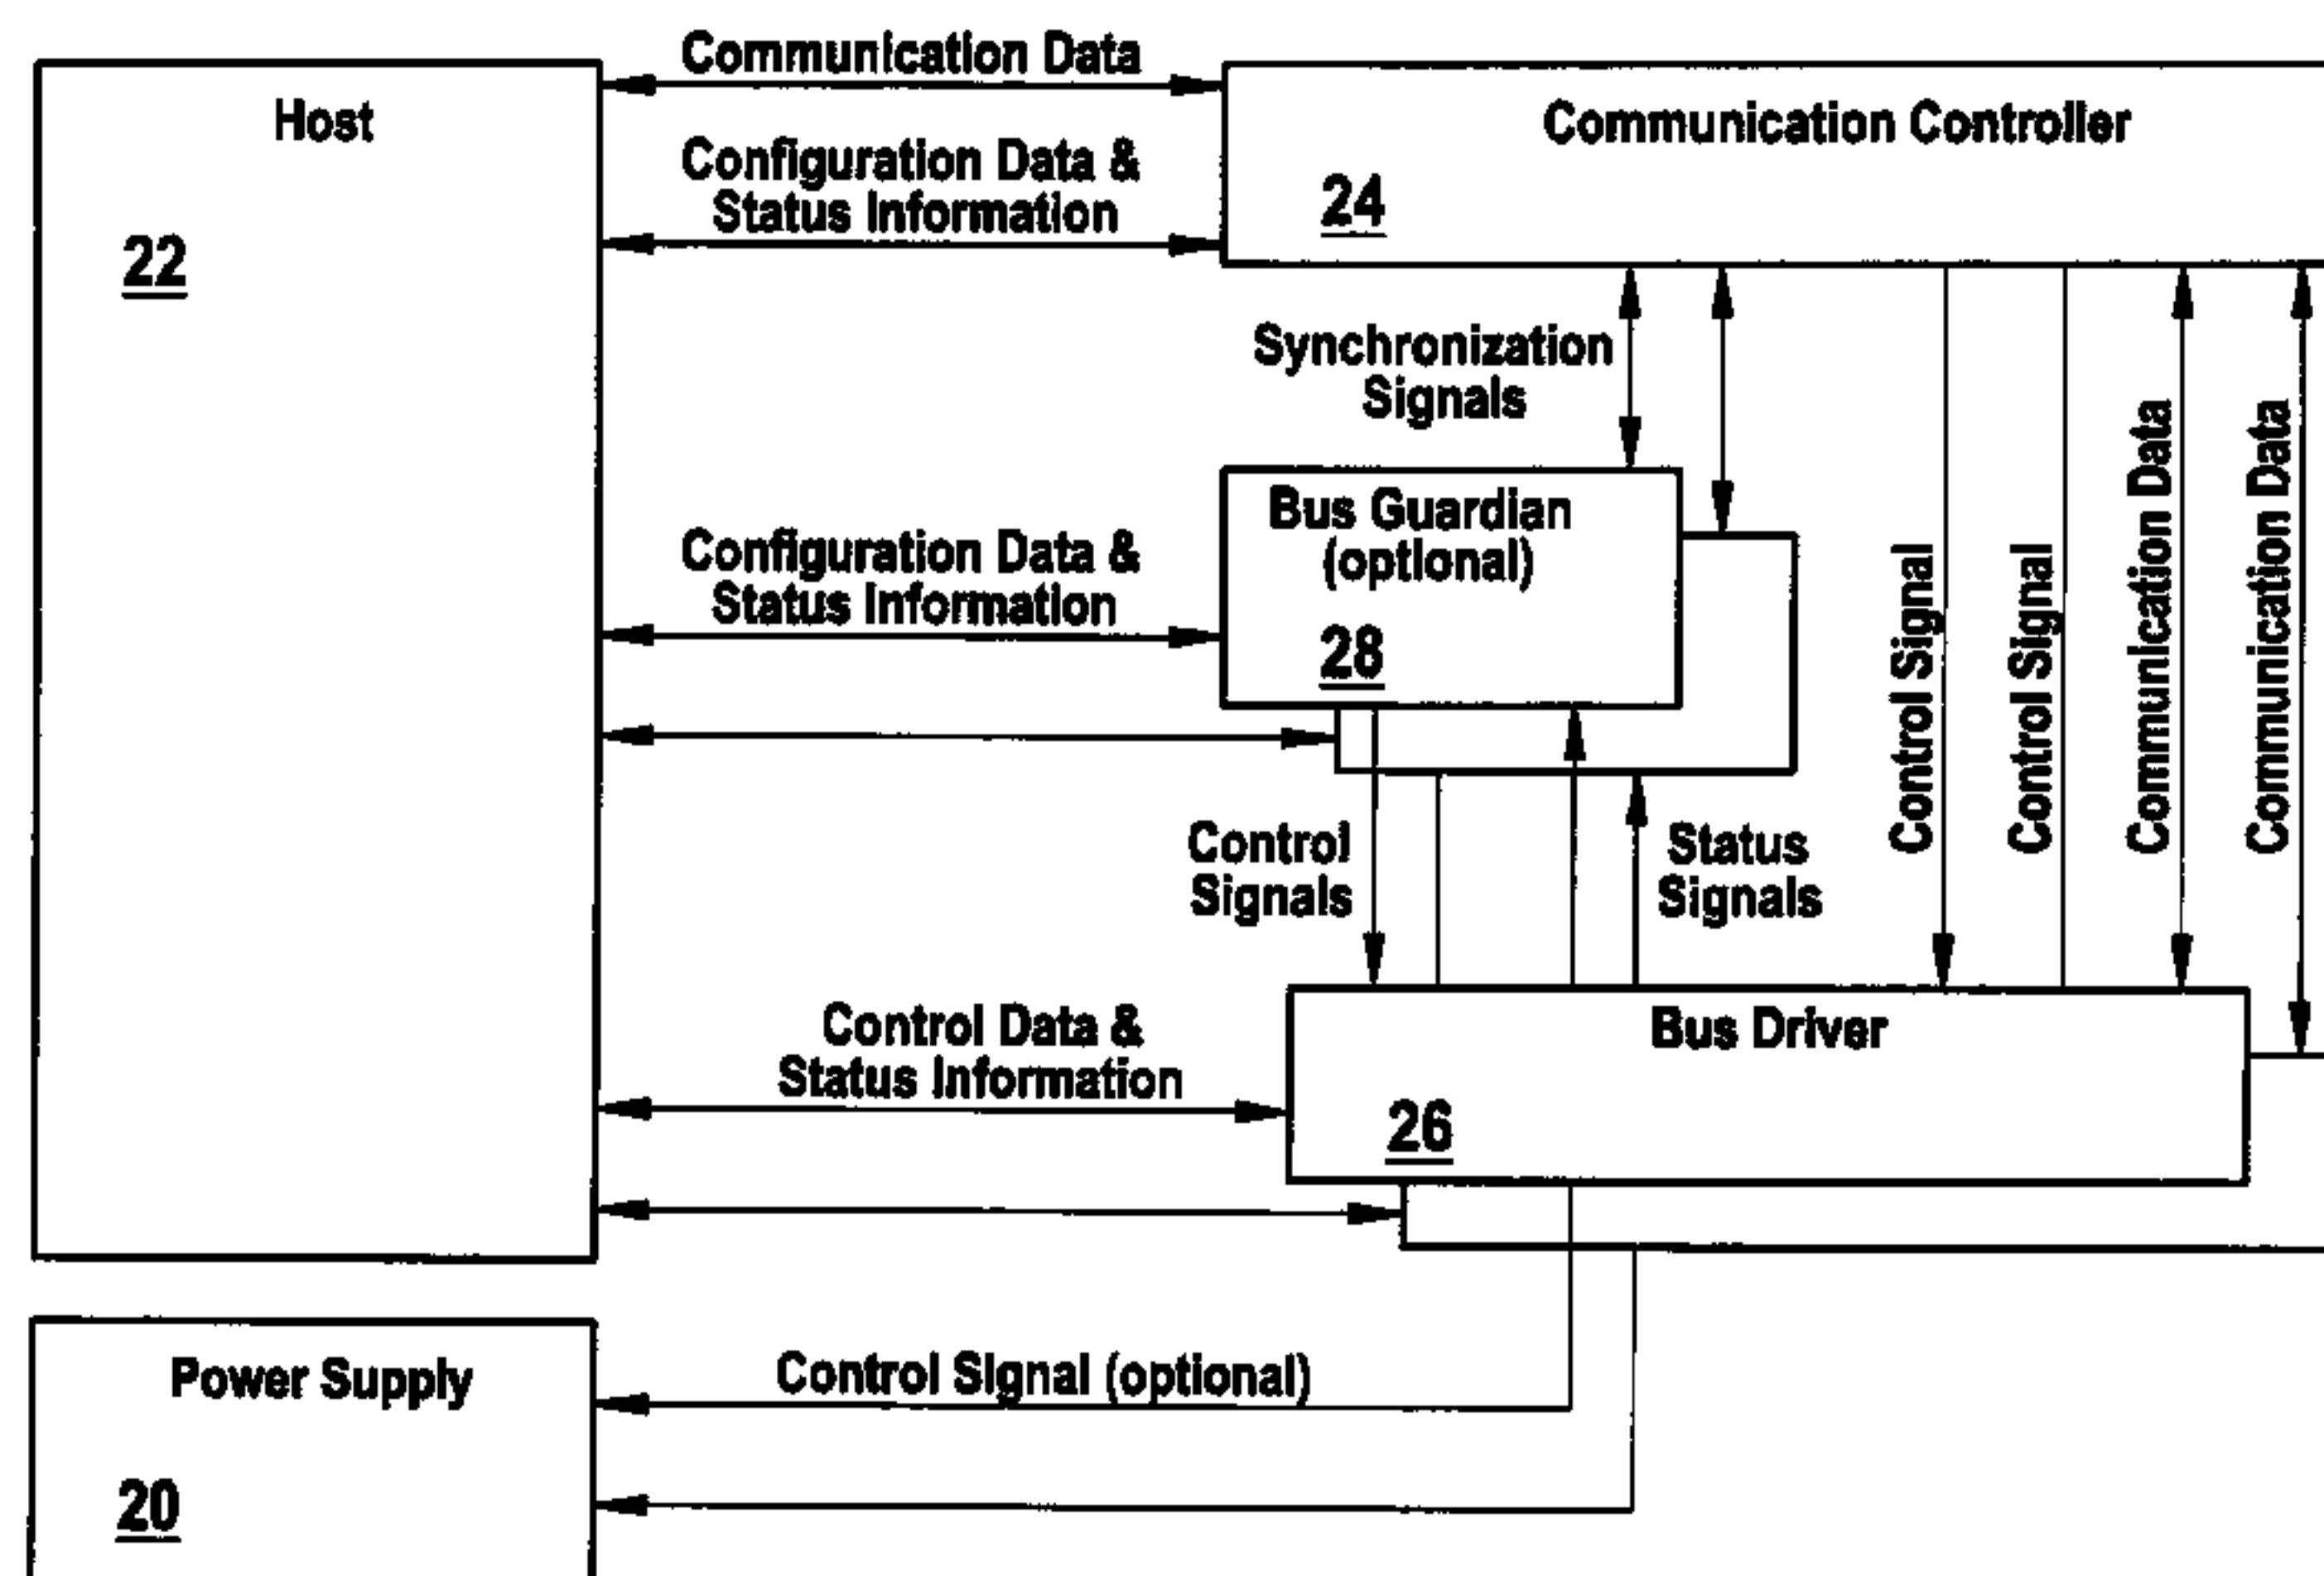 Communication Data
Host
Communication Controller
Configuration Data &
Status Information
24
22
Synchronization
Signals
Bus Guardian
(optional)
Configuration Data &
Status Information
28
Control Signal
Control Signal
Communication Data
Communication Data
Control
Signals
Status
Signals
Control Data &
Status Information
Bus Driver
26
Power Supply
Control Signal (optional)
20